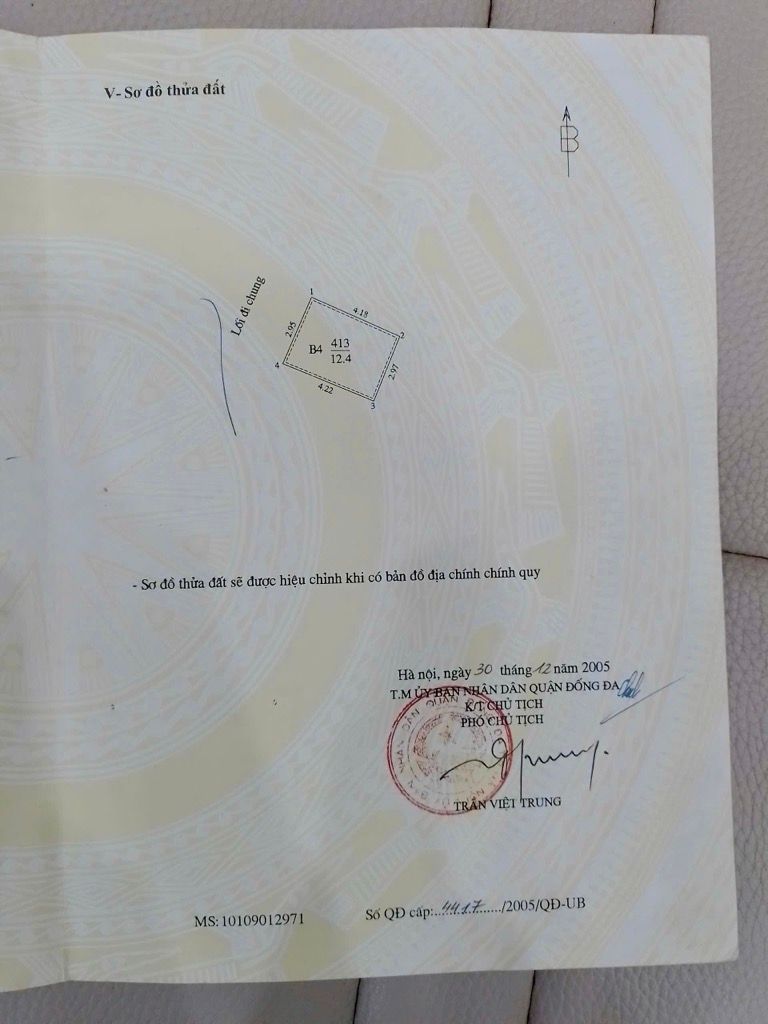 V- Sơ đồ thửa đất
B
Lối đi chung
1
4.18
2
2.95
B4 413
12.4
2.97
4
4.22
3
- Sơ đồ thửa đất sẽ được hiệu chỉnh khi có bản đồ địa chính chính quy
Hà nội, ngày 30 tháng 12 năm 2005
T.M ỦY BAN NHÂN DÂN QUẬN ĐỐNG ĐA
K/T CHỦ TỊCH
PHÓ CHỦ TỊCH
TRẦN VIỆT TRUNG
MS: 10109012971
Số QĐ cấp:..4417....../2005/QĐ-UB